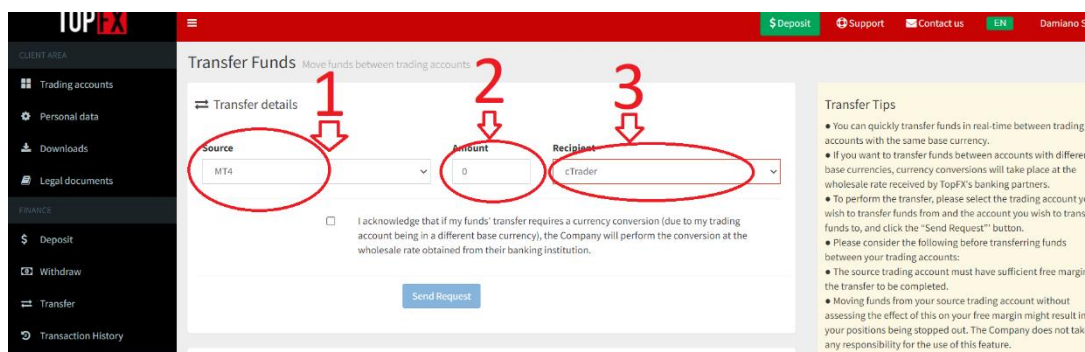 TOPFX
$ Deposit
Support
Contact us
EN
Damiano S
CLIENT AREA
Trading accounts
Personal data
Downloads
Legal documents
FINANCE
$ Deposit
Withdraw
Transfer
Transaction History
Transfer Funds Move funds between trading accounts
1
2
3
Transfer details
Source
Amount
Recipient
MT4
0
cTrader
I acknowledge that if my funds' transfer requires a currency conversion (due to my trading
account being in a different base currency), the Company will perform the conversion at the
wholesale rate obtained from their banking institution.
Send Request
Transfer Tips
● You can quickly transfer funds in real-time between trading
accounts with the same base currency.
● If you want to transfer funds between accounts with differen
base currencies, currency conversions will take place at the
wholesale rate received by TopFX's banking partners.
● To perform the transfer, please select the trading account yo
wish to transfer funds from and the account you wish to trans
funds to, and click the "Send Request"' button.
● Please consider the following before transferring funds
between your trading accounts:
● The source trading account must have sufficient free margin
the transfer to be completed.
● Moving funds from your source trading account without
assessing the effect of this on your free margin might result in
your positions being stopped out. The Company does not tak
any responsibility for the use of this feature.